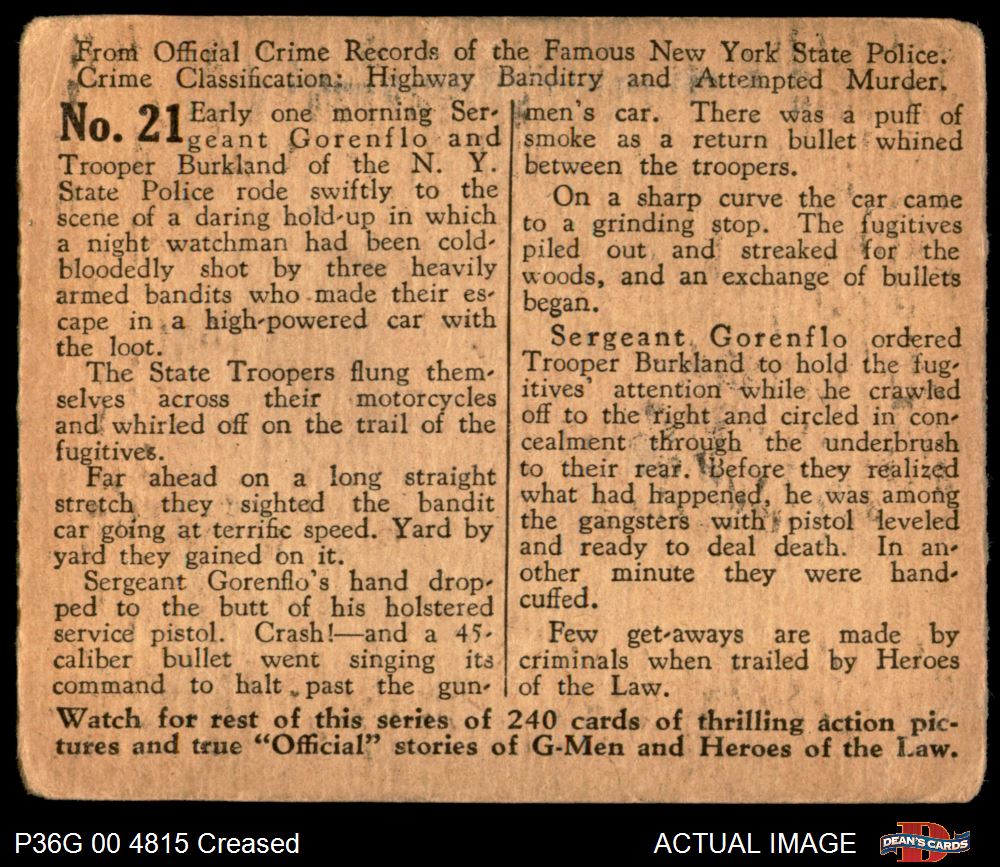 From Official Crime Records of the Famous New York State Police.
Crime Classification: Highway Banditry and Attempted Murder.
No. 21 Early one morning Ser-
geant Gorenflo and
Trooper Burkland of the N. Y.
State Police rode swiftly to the
scene of a daring hold-up in which
a night watchman had been cold-
bloodedly shot by three heavily
armed bandits who made their es-
cape in a high-powered car with
the loot.
The State Troopers flung them-
selves across their motorcycles
and whirled off on the trail of the
fugitives.
Far ahead on a long straight
stretch they sighted the bandit
car going at terrific speed. Yard by
yard they gained on it.
Sergeant Gorenflo's hand drop-
ped to the butt of his holstered
service pistol. Crash!—and a 45-
caliber bullet went singing its
command to halt past the gun-
men's car. There was a puff of
smoke as a return bullet whined
between the troopers.
On a sharp curve the car came
to a grinding stop. The fugitives
piled out and streaked for the
woods, and an exchange of bullets
began.
Sergeant Gorenflo ordered
Trooper Burkland to hold the fug-
itives' attention while he crawled
off to the right and circled in con-
cealment through the underbrush
to their rear. Before they realized
what had happened, he was among
the gangsters with pistol leveled
and ready to deal death. In an-
other minute they were hand-
cuffed.
Few get-aways are made by
criminals when trailed by Heroes
of the Law.
Watch for rest of this series of 240 cards of thrilling action pic-
tures and true "Official" stories of G-Men and Heroes of the Law.
P36G 00 4815 Creased
ACTUAL IMAGE
DEAN'S CARDS